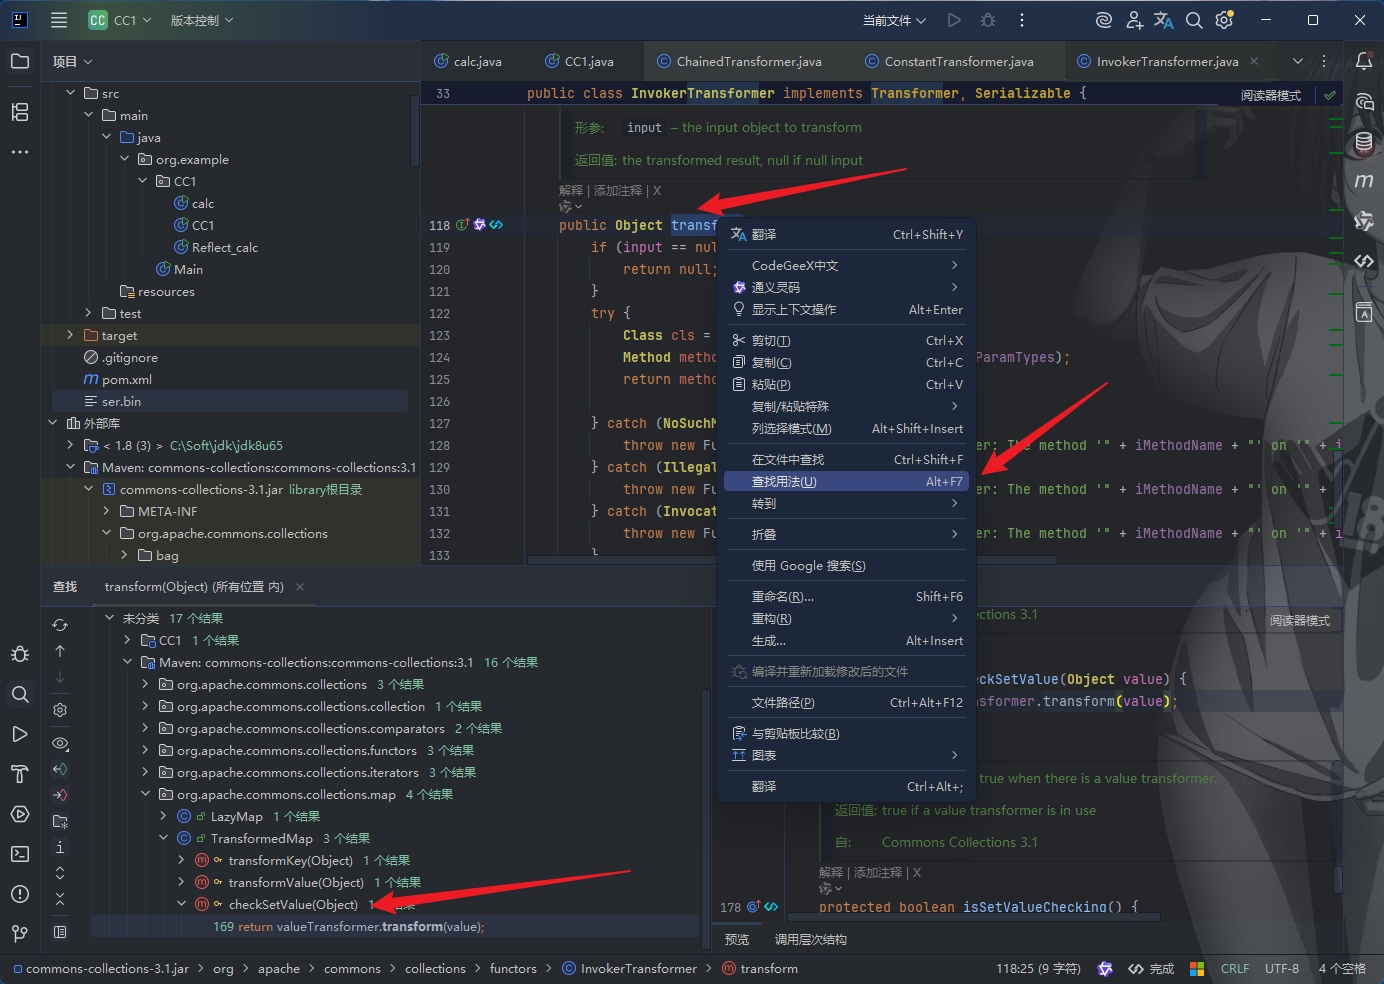 CC CC1 版本控制 当前文件
项目
calc.java CC1.java ChainedTransformer.java ConstantTransformer.java InvokerTransformer.java
33 public class InvokerTransformer implements Transformer, Serializable { 阅读器模式
src
main
java
org.example
CC1
calc
CC1
Reflect_calc
Main
resources
test
target
.gitignore
pom.xml
ser.bin
外部库
< 1.8 (3) > C:\Soft\jdk\jdk8u65
Maven: commons-collections:commons-collections:3.1
commons-collections-3.1.jar library根目录
META-INF
org.apache.commons.collections
bag
形参: input – the input object to transform
返回值: the transformed result, null if null input
解释 | 添加注释 | X
118 public Object transf
119 if (input == nul
120 return null;
121 }
122 try {
123 Class cls =
124 Method metho ParamTypes);
125 return metho
126
127 } catch (NoSuchM
128 throw new Fu er: The method '" + iMethodName + "' on '" + i
129 } catch (Illegal
130 throw new Fu er: The method '" + iMethodName + "' on '" +
131 } catch (Invocat
132 throw new Fu er: The method '" + iMethodName + "' on '" + i
133 }
翻译 Ctrl+Shift+Y
CodeGeeX中文
通义灵码
显示上下文操作 Alt+Enter
剪切(T) Ctrl+X
复制(C) Ctrl+C
粘贴(P) Ctrl+V
复制/粘贴特殊
列选择模式(M) Alt+Shift+Insert
在文件中查找 Ctrl+Shift+F
查找用法(U) Alt+F7
转到
折叠
使用 Google 搜索(S)
重命名(R)... Shift+F6
重构(R)
生成... Alt+Insert
编译并重新加载修改后的文件
文件路径(P) Ctrl+Alt+F12
与剪贴板比较(B)
图表
翻译 Ctrl+Alt+;
查找 transform(Object) (所有位置 内)
未分类 17 个结果
CC1 1 个结果
Maven: commons-collections:commons-collections:3.1 16 个结果
org.apache.commons.collections 3 个结果
org.apache.commons.collections.collection 1 个结果
org.apache.commons.collections.comparators 2 个结果
org.apache.commons.collections.functors 3 个结果
org.apache.commons.collections.iterators 3 个结果
org.apache.commons.collections.map 4 个结果
LazyMap 1 个结果
TransformedMap 3 个结果
transformKey(Object) 1 个结果
transformValue(Object) 1 个结果
checkSetValue(Object) 1 个结果
169 return valueTransformer.transform(value);
ections 3.1
阅读器模式
ckSetValue(Object value) {
nsformer.transform(value);
true when there is a value transformer.
返回值: true if a value transformer is in use
自: Commons Collections 3.1
解释 | 添加注释 | X
178 protected boolean isSetValueChecking() {
预览 调用层次结构
commons-collections-3.1.jar > org > apache > commons > collections > functors > InvokerTransformer > transform 118:25 (9 字符) 完成 CRLF UTF-8 4 个空格